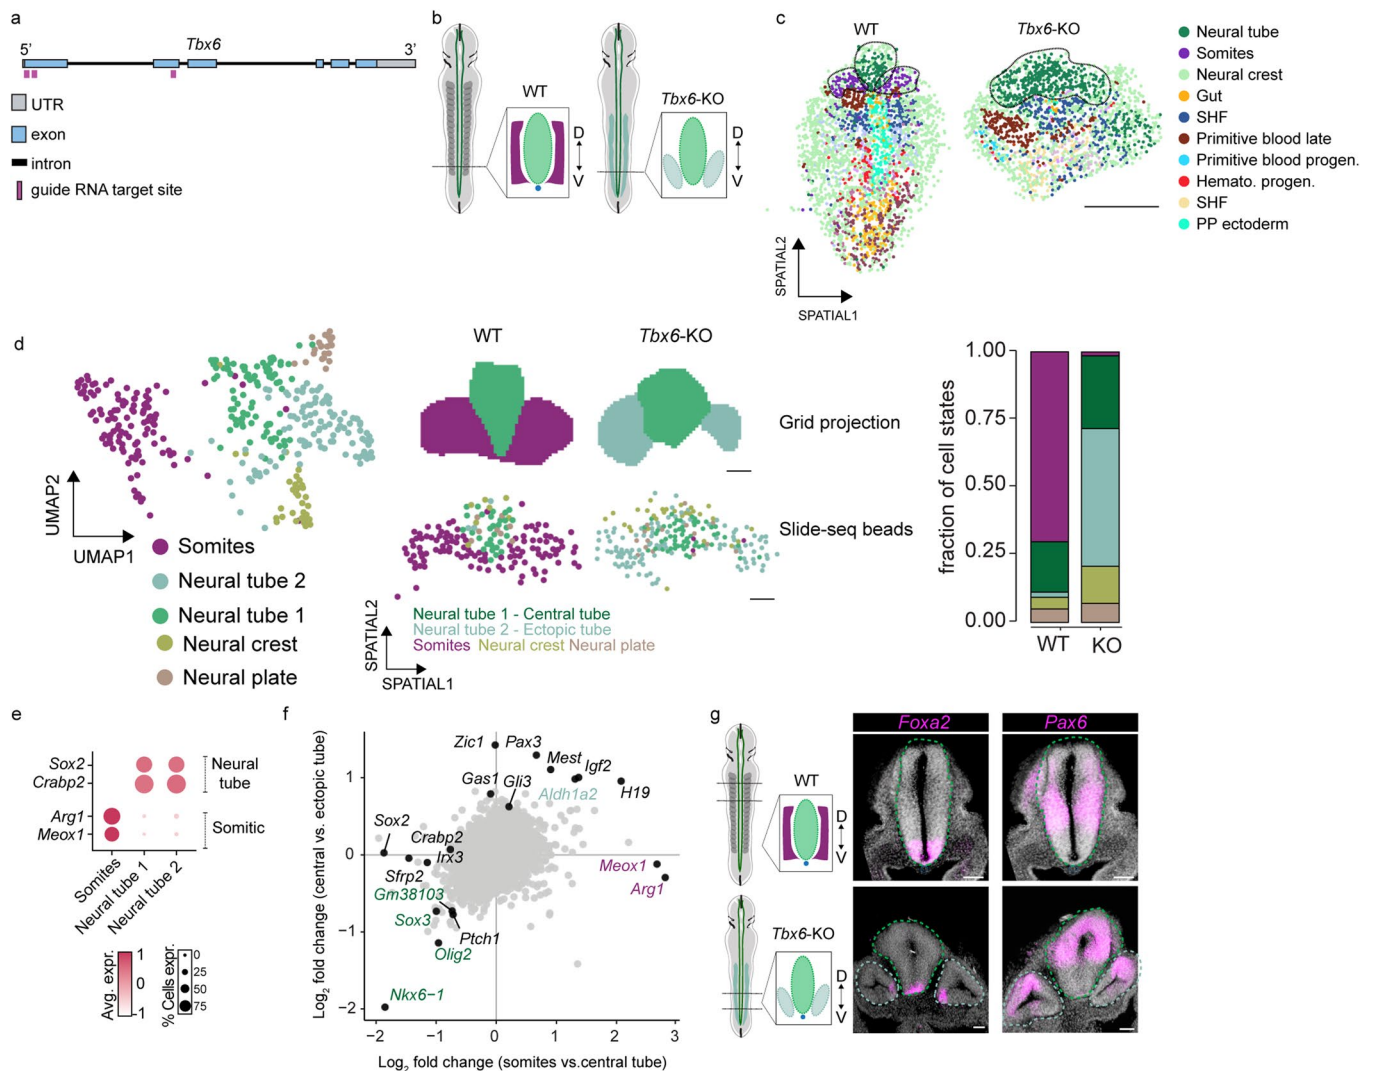 a
Tbx6
5’
3’
UTR
exon
intron
guide RNA target site
b
WT
Tbx6-KO
D
V
D
V
c
WT
Tbx6-KO
SPATIAL2
SPATIAL1
Neural tube
Somites
Neural crest
Gut
SHF
Primitive blood late
Primitive blood progen.
Hemato. progen.
SHF
PP ectoderm
d
UMAP2
UMAP1
Somites
Neural tube 2
Neural tube 1
Neural crest
Neural plate
WT
Tbx6-KO
Grid projection
Slide-seq beads
Neural tube 1 - Central tube
Neural tube 2 - Ectopic tube
Somites Neural crest Neural plate
SPATIAL2
SPATIAL1
fraction of cell states
1.00
0.75
0.50
0.25
0.00
WT
KO
e
Sox2
Crabp2
Arg1
Meox1
Neural
tube
Somitic
Somites
Neural tube 1
Neural tube 2
Avg. expr.
1
0
-1
% Cells expr.
0
25
50
75
f
Log2 fold change (central vs. ectopic tube)
1
0
−1
−2
Zic1
Pax3
Mest
Igf2
Gas1
Gli3
Aldh1a2
H19
Sox2
Crabp2
Irx3
Sfrp2
Meox1
Arg1
Gm38103
Sox3
Ptch1
Olig2
Nkx6−1
−2
−1
0
1
2
3
Log2 fold change (somites vs.central tube)
g
Foxa2
Pax6
WT
D
V
Tbx6-KO
D
V